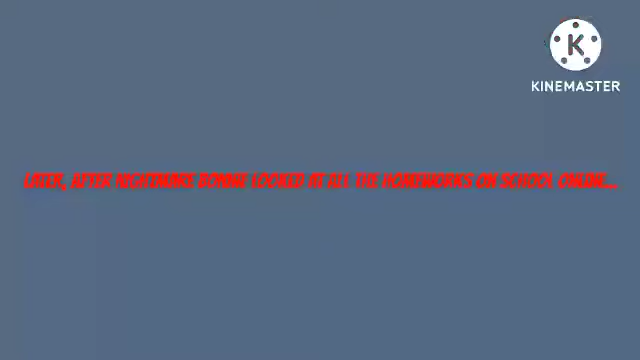 KINEMASTER
LATER, AFTER NIGHTMARE BONNIE LOOKED AT ALL THE HOMEWORKS ON SCHOOL ONLINE...